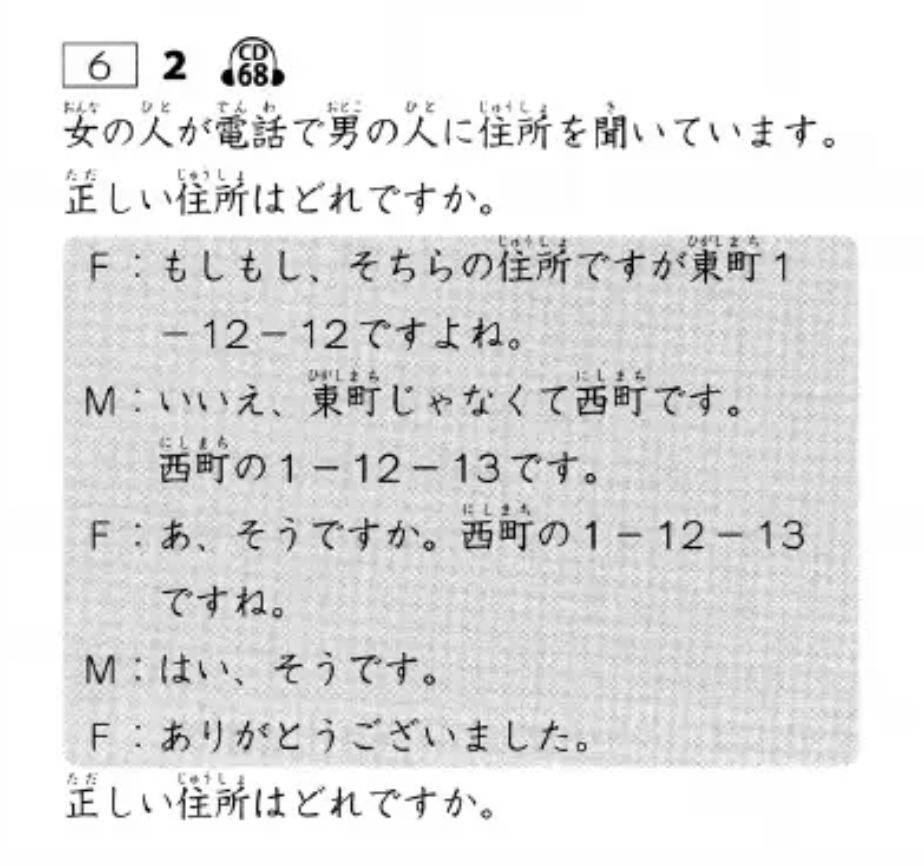 6 2 CD 68
女の人が電話で男の人に住所を聞いています。
正しい住所はどれですか。
F：もしもし、そちらの住所ですが東町1
－12－12ですよね。
M：いいえ、東町じゃなくて西町です。
西町の1－12－13です。
F：あ、そうですか。西町の1－12－13
ですね。
M：はい、そうです。
F：ありがとうございました。
正しい住所はどれですか。